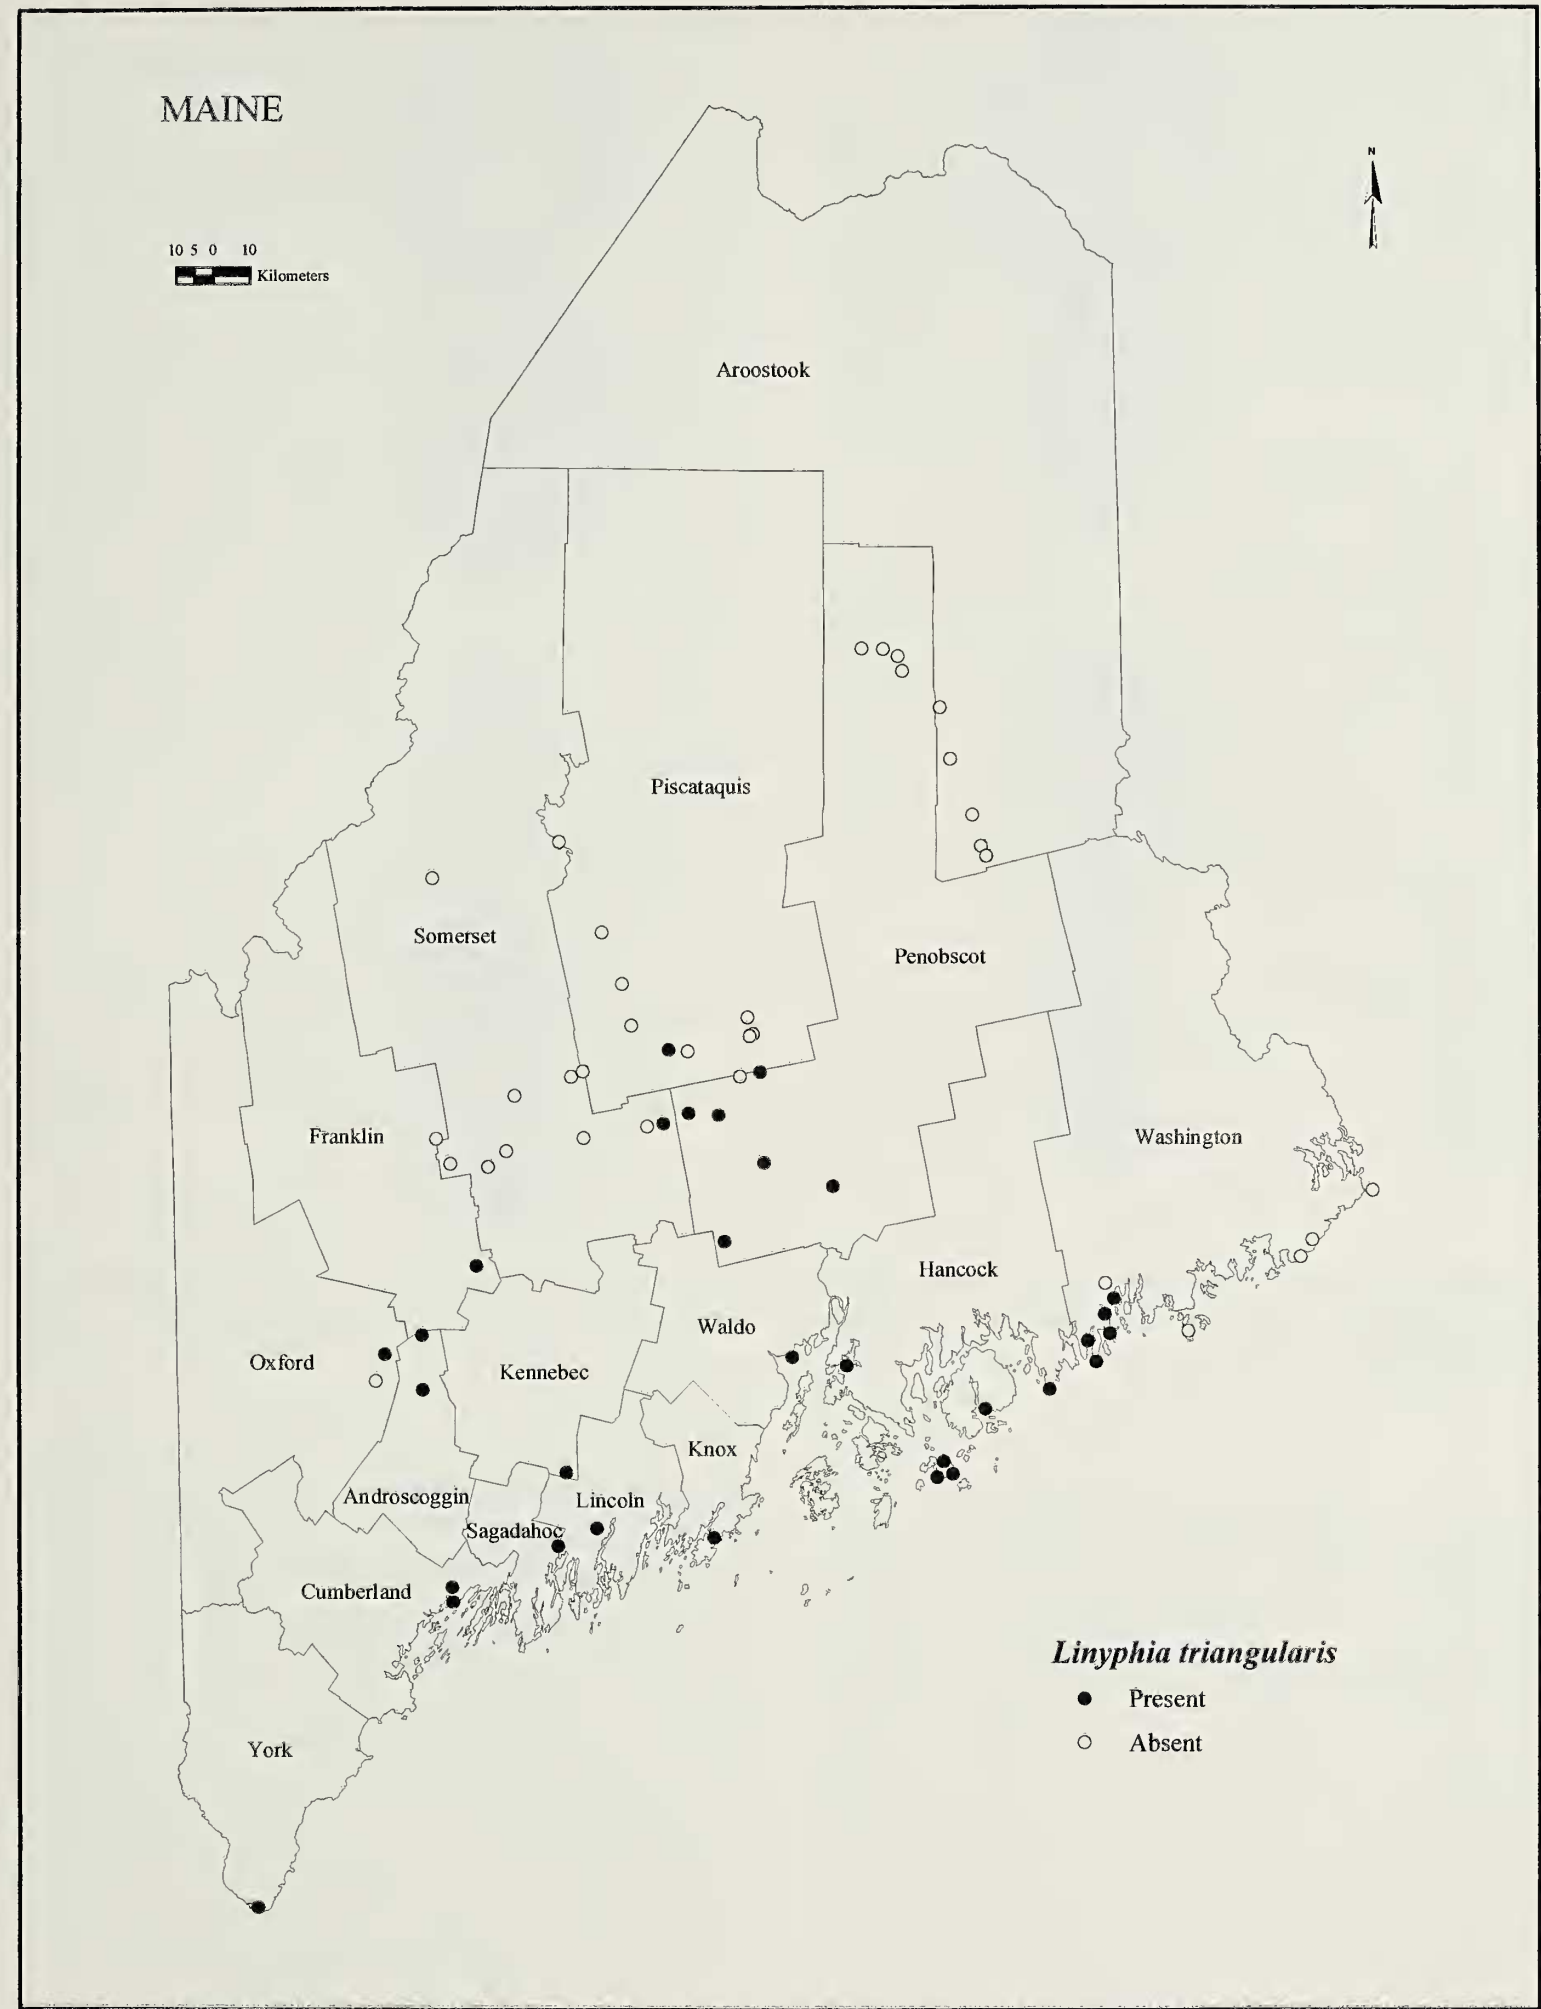 MAINE
N
10 5 0 10
Kilometers
Aroostook
Piscataquis
Somerset
Penobscot
Franklin
Washington
Hancock
Waldo
Oxford
Kennebec
Knox
Androscoggin
Lincoln
Sagadahoc
Cumberland
Linyphia triangularis
Present
Absent
York